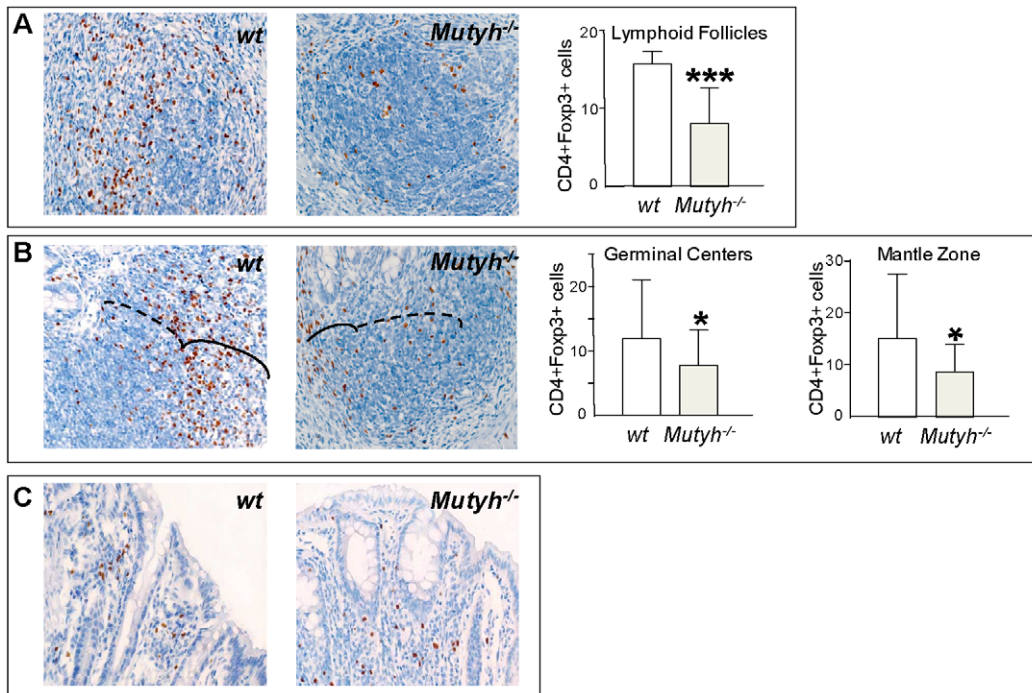 A
wt
Mutyh-/-
Lymphoid Follicles
CD4+Foxp3+ cells
20
10
0
***
wt Mutyh-/-
B
wt
Mutyh-/-
Germinal Centers
CD4+Foxp3+ cells
20
10
0
*
wt Mutyh-/-
Mantle Zone
CD4+Foxp3+ cells
30
20
10
0
*
wt Mutyh-/-
C
wt
Mutyh-/-